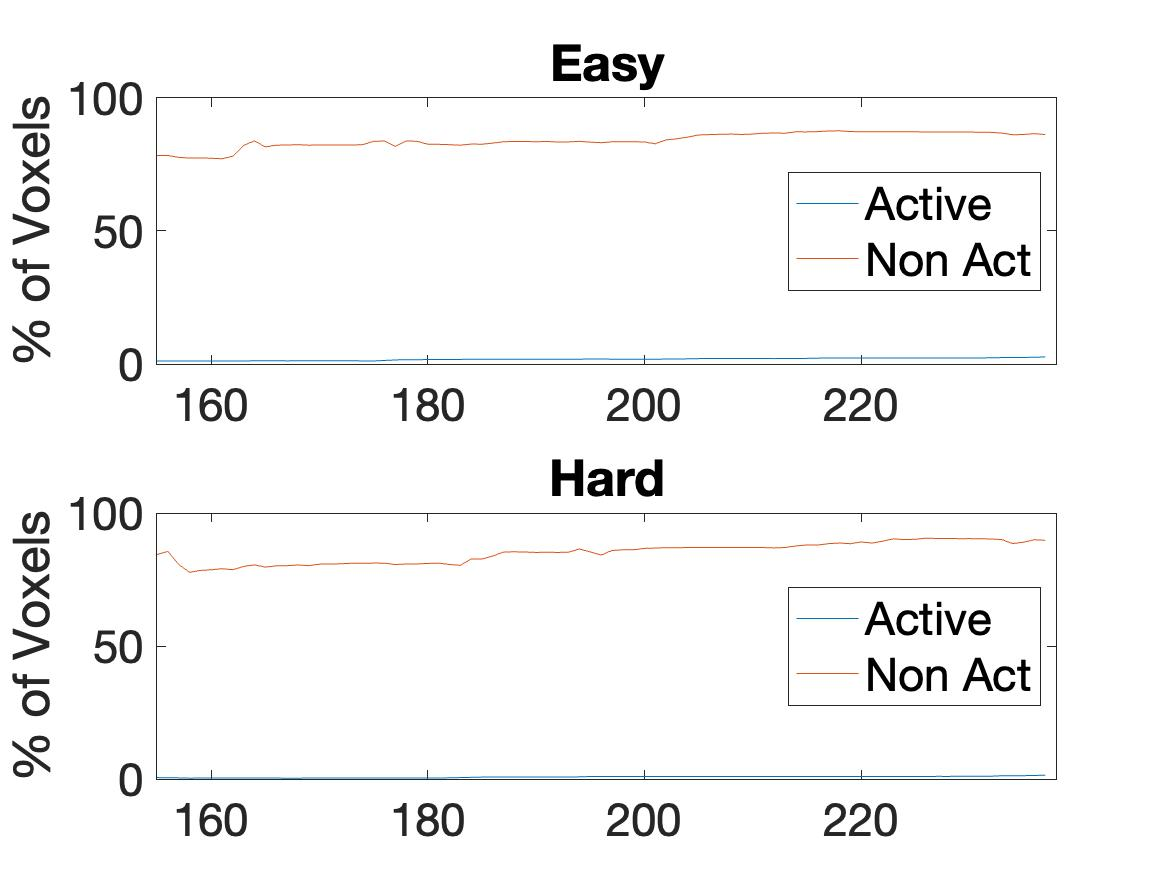 Easy
% of Voxels
100
50
0
Active
Non Act
160 180 200 220
Hard
% of Voxels
100
50
0
Active
Non Act
160 180 200 220